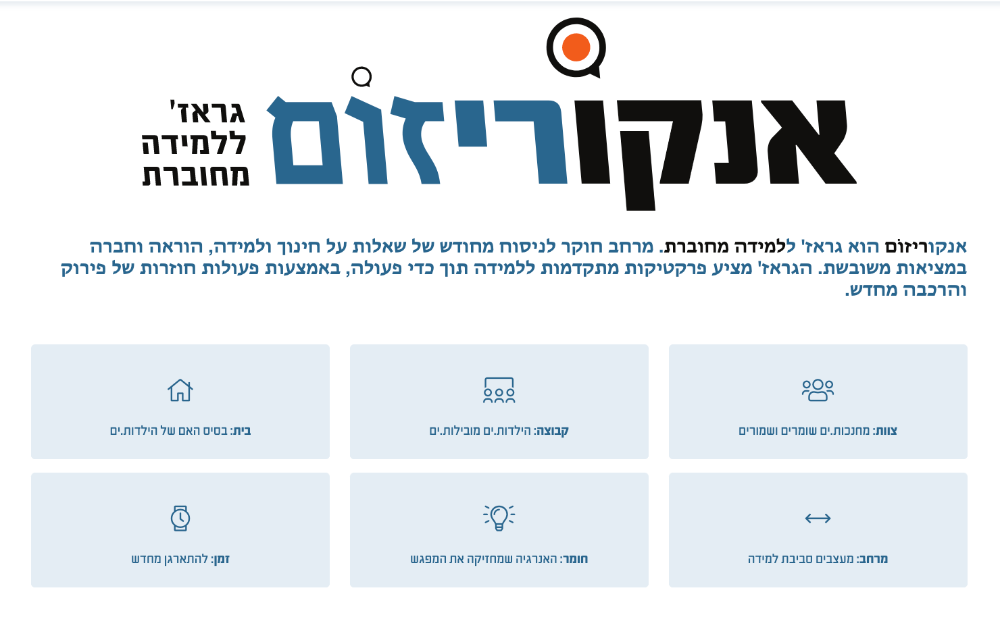 אנקוריזוֹם
גראז'
ללמידה
מחוברת
אנקוריזוֹם הוא גראז' ללמידה מחוברת. מרחב חוקר לניסוח מחודש של שאלות על חינוך ולמידה, הוראה וחברה
במציאות משובשת. הגראז' מציע פרקטיקות מתקדמות ללמידה תוך כדי פעולה, באמצעות פעולות חוזרות של פירוק
והרכבה מחדש.
צוות: מחנכות.ים שומרים ושמורים
קבוצה: הילדות.ים מובילות.ים
בית: בסיס האם של הילדות.ים
מרחב: מעצבים סביבת למידה
חומר: האנרגיה שמחזיקה את המפגש
זמן: להתארגן מחדש